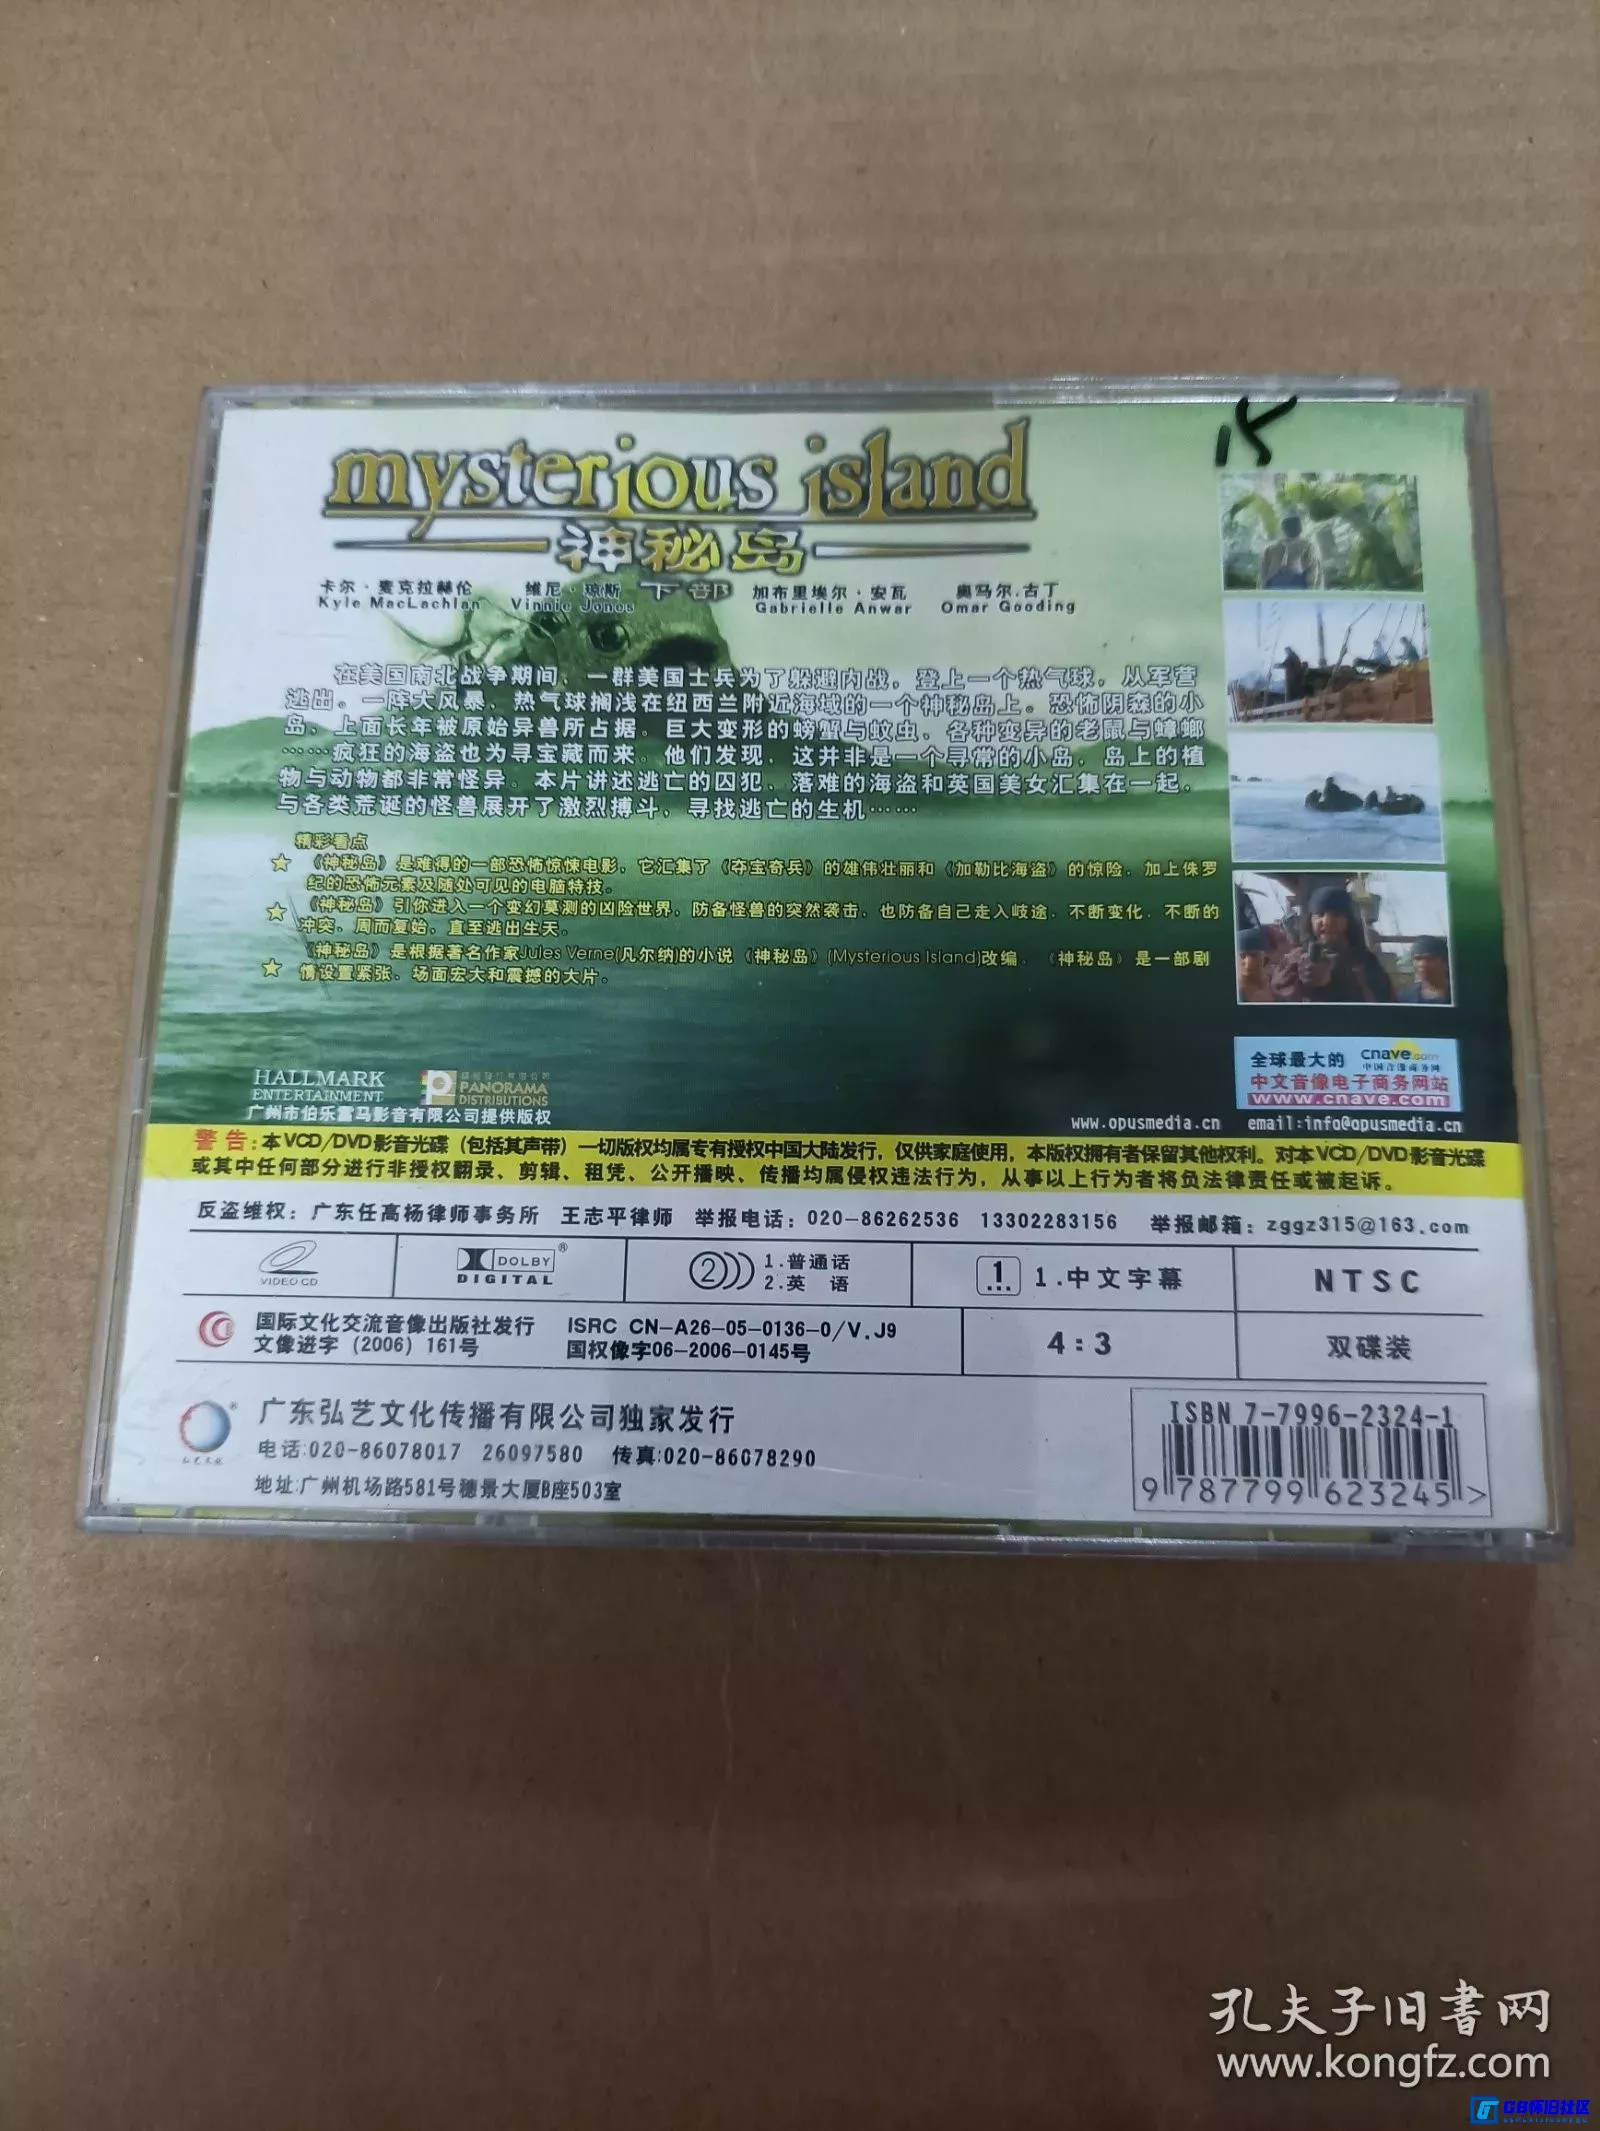 15
mysterious island
神秘岛
卡尔·麦克拉赫伦 维尼·琼斯 下部 加布里埃尔·安瓦 奥马尔.古丁
Kyle MacLachlan Vinnie Jones Gabrielle Anwar Omar Gooding
在美国南北战争期间，一群美国士兵为了躲避内战，登上一个热气球，从军营
逃出。一阵大风暴，热气球搁浅在纽西兰附近海域的一个神秘岛上。恐怖阴森的小
岛，上面长年被原始异兽所占据。巨大变形的螃蟹与蚊虫，各种变异的老鼠与蟑螂
……疯狂的海盗也为寻宝藏而来。他们发现，这并非是一个寻常的小岛，岛上的植
物与动物都非常怪异。本片讲述逃亡的囚犯，落难的海盗和英国美女汇集在一起，
与各类荒诞的怪兽展开了激烈搏斗，寻找逃亡的生机……
精彩看点
《神秘岛》是难得的一部恐怖惊悚电影，它汇集了《夺宝奇兵》的雄伟壮丽和《加勒比海盗》的惊险，加上侏罗
纪的恐怖元素及随处可见的电脑特技。
《神秘岛》引你进入一个变幻莫测的凶险世界，防备怪兽的突然袭击，也防备自己走入歧途，不断变化，不断的
冲突，周而复始，直至逃出生天。
《神秘岛》是根据著名作家Jules Verne(凡尔纳)的小说《神秘岛》(Mysterious Island)改编。《神秘岛》是一部剧
情设置紧张、场面宏大和震撼的大片。
全球最大的 cnave.com
中国音像商务网
中文音像电子商务网站
www.cnave.com
HALLMARK
ENTERTAINMENT
PANORAMA
DISTRIBUTIONS
广州市伯乐雷马影音有限公司提供版权
www.opusmedia.cn email:info@opusmedia.cn
警告:本VCD/DVD影音光碟（包括其声带）一切版权均属专有授权中国大陆发行，仅供家庭使用，本版权拥有者保留其他权利。对本VCD/DVD影音光碟
或其中任何部分进行非授权翻录、剪辑、租凭、公开播映、传播均属侵权违法行为，从事以上行为者将负法律责任或被起诉。
反盗维权：广东任高杨律师事务所 王志平律师 举报电话：020-86262536 13302283156 举报邮箱：zggz315@163.com
VIDEO CD
DOLBY®
DIGITAL
2 1.普通话
2.英 语
1 1.中文字幕
NTSC
国际文化交流音像出版社发行
文像进字 (2006) 161号
ISRC CN-A26-05-0136-0/V.J9
国权像字06-2006-0145号
4:3
双碟装
弘艺文化
广东弘艺文化传播有限公司独家发行
电话:020-86078017 26097580 传真:020-86078290
地址:广州机场路581号穗景大厦B座503室
ISBN 7-7996-2324-1
9 787799 623245 >
孔夫子旧书网
www.kongfz.com
GB怀旧社区